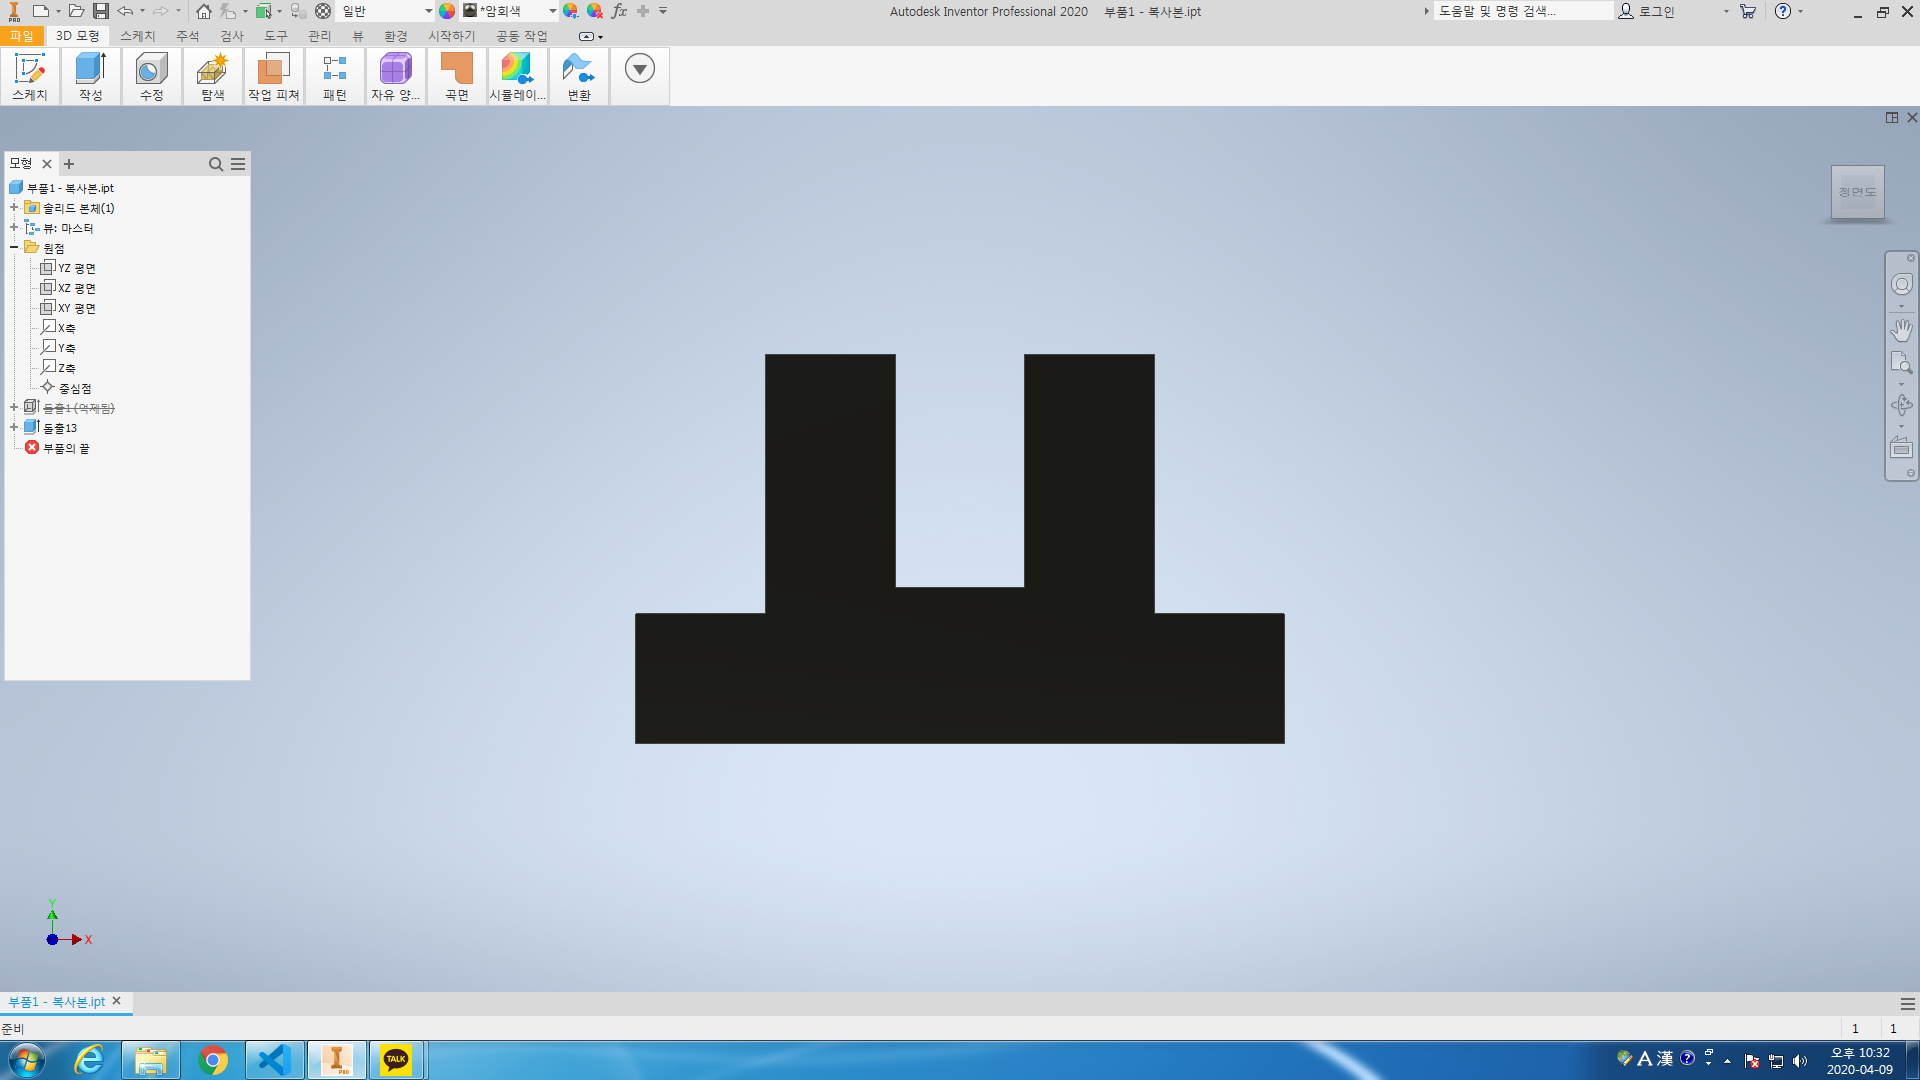 일반
*암회색
Autodesk Inventor Professional 2020 부품1 - 복사본.ipt
도움말 및 명령 검색...
로그인
파일 3D 모형 스케치 주석 검사 도구 관리 뷰 환경 시작하기 공동 작업
스케치 작성 수정 탐색 작업 피쳐 패턴 자유 양... 곡면 시뮬레이... 변환
정면도
모형
부품1 - 복사본.ipt
솔리드 본체(1)
뷰: 마스터
원점
YZ 평면
XZ 평면
XY 평면
X축
Y축
Z축
중심점
돌출1 (억제됨)
돌출13
부품의 끝
Y
X
부품1 - 복사본.ipt
준비
1 1
PRO
TALK
A 漢
오후 10:32
2020-04-09